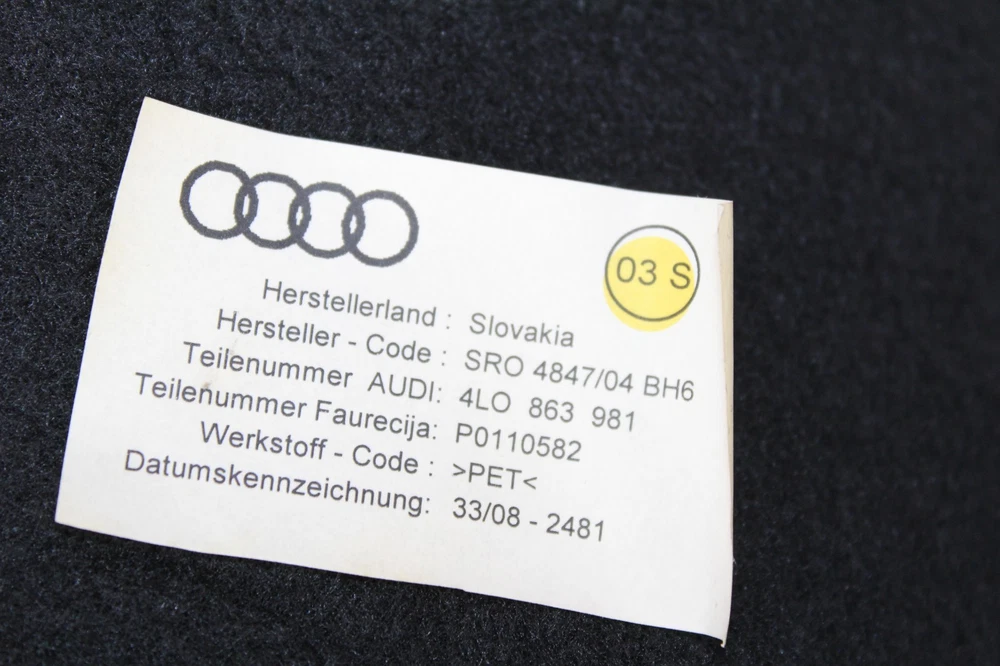 03 S
Herstellerland : Slovakia
Hersteller - Code : SRO 4847/04 BH6
Teilenummer AUDI: 4LO 863 981
Teilenummer Faurecija: P0110582
Werkstoff - Code : >PET<
Datumskennzeichnung: 33/08 - 2481